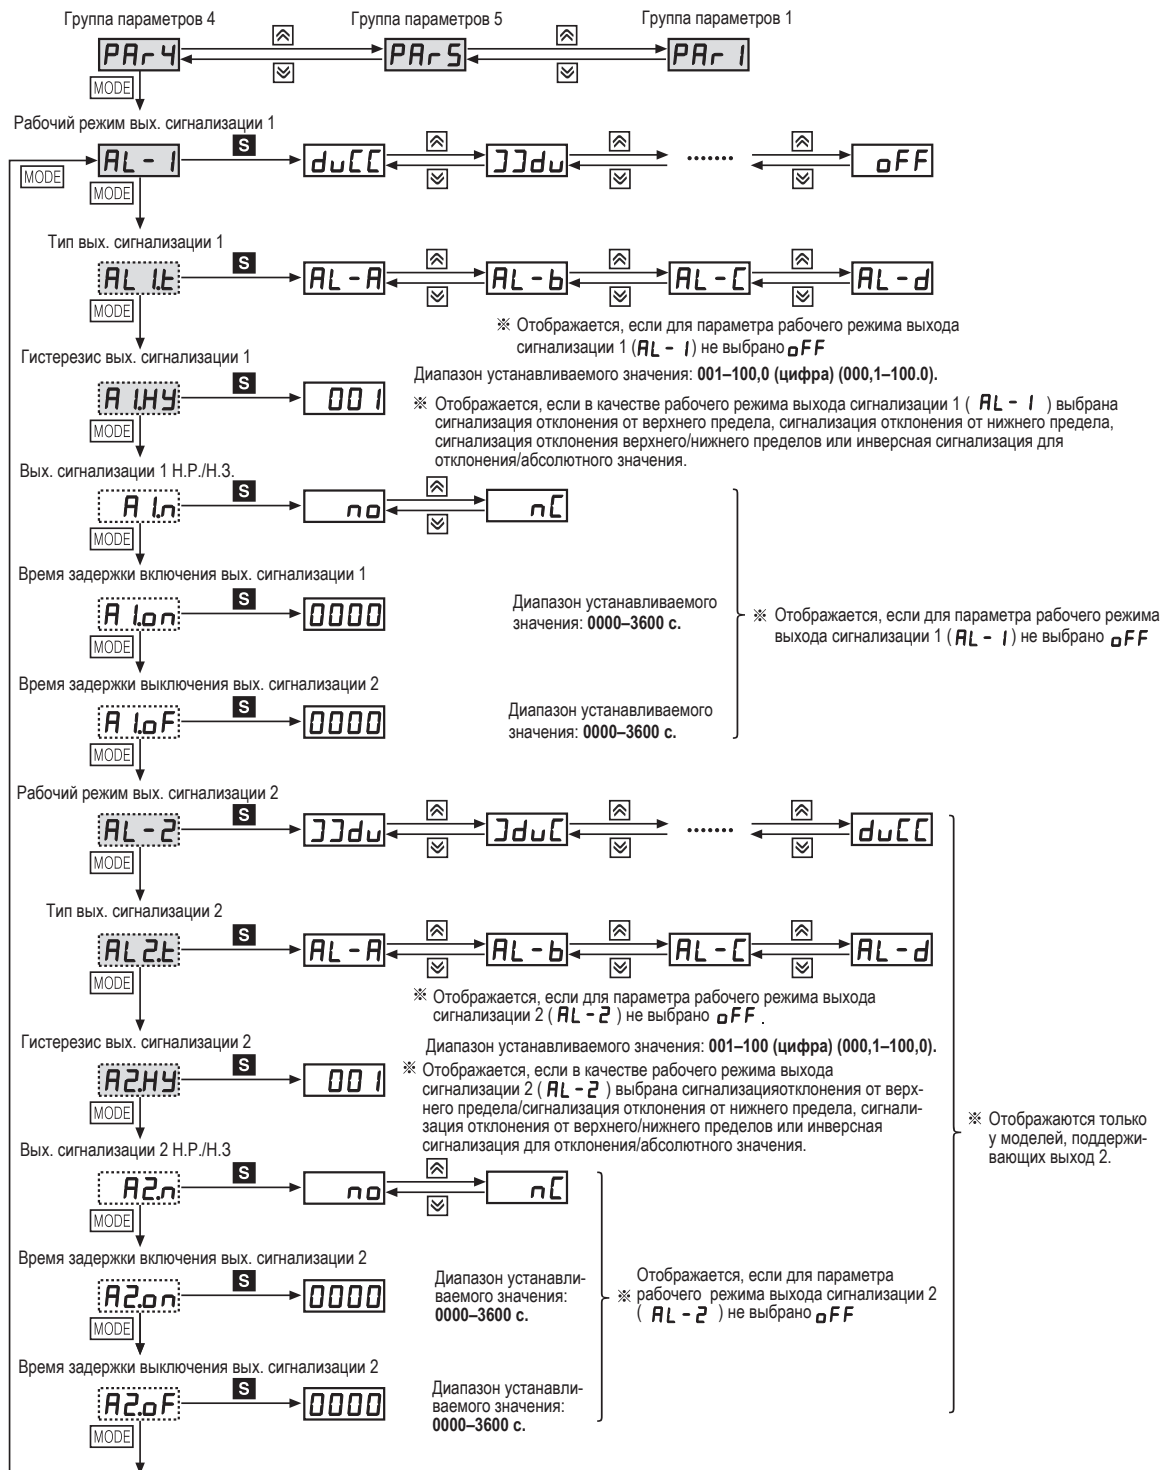 Группа параметров 4
Группа параметров 5
Группа параметров 1
PAr4
PAr5
PAr1
MODE
Рабочий режим вых. сигнализации 1
AL-1
S
duCC
]]du
.......
oFF
MODE
MODE
Тип вых. сигнализации 1
AL1.t
S
AL-A
AL-b
AL-C
AL-d
MODE
※ Отображается, если для параметра рабочего режима выхода
сигнализации 1 (AL-1) не выбрано oFF
Гистерезис вых. сигнализации 1
Диапазон устанавливаемого значения: 001–100,0 (цифра) (000,1–100.0).
A1.HY
S
001
MODE
※ Отображается, если в качестве рабочего режима выхода сигнализации 1 ( AL-1 ) выбрана
сигнализация отклонения от верхнего предела, сигнализация отклонения от нижнего предела,
сигнализация отклонения верхнего/нижнего пределов или инверсная сигнализация для
отклонения/абсолютного значения.
Вых. сигнализации 1 Н.Р./Н.З.
A1.n
S
no
nC
MODE
Время задержки включения вых. сигнализации 1
A1.on
S
0000
MODE
Диапазон устанавливаемого
значения: 0000–3600 с.
※ Отображается, если для параметра рабочего режима
выхода сигнализации 1 (AL-1) не выбрано oFF
Время задержки выключения вых. сигнализации 2
A1.oF
S
0000
MODE
Диапазон устанавливаемого
значения: 0000–3600 с.
Рабочий режим вых. сигнализации 2
AL-2
S
]]du
]duC
.......
duCC
MODE
Тип вых. сигнализации 2
AL2.t
S
AL-A
AL-b
AL-C
AL-d
MODE
※ Отображается, если для параметра рабочего режима выхода
сигнализации 2 ( AL-2 ) не выбрано oFF .
Гистерезис вых. сигнализации 2
Диапазон устанавливаемого значения: 001–100 (цифра) (000,1–100,0).
A2.HY
S
001
MODE
※ Отображается, если в качестве рабочего режима выхода
сигнализации 2 ( AL-2 ) выбрана сигнализацияотклонения от верх-
него предела/сигнализация отклонения от нижнего предела, сигнали-
зация отклонения от верхнего/нижнего пределов или инверсная
сигнализация для отклонения/абсолютного значения.
※ Отображаются только
у моделей, поддержи-
вающих выход 2.
Вых. сигнализации 2 Н.Р./Н.З
A2.n
S
no
nC
MODE
Время задержки включения вых. сигнализации 2
A2.on
S
0000
MODE
Диапазон устанавли-
ваемого значения:
0000–3600 с.
Отображается, если для параметра
※ рабочего режима выхода сигнализации 2
( AL-2 ) не выбрано oFF
Время задержки выключения вых. сигнализации 2
A2.oF
S
0000
MODE
Диапазон устанавли-
ваемого значения:
0000–3600 с.